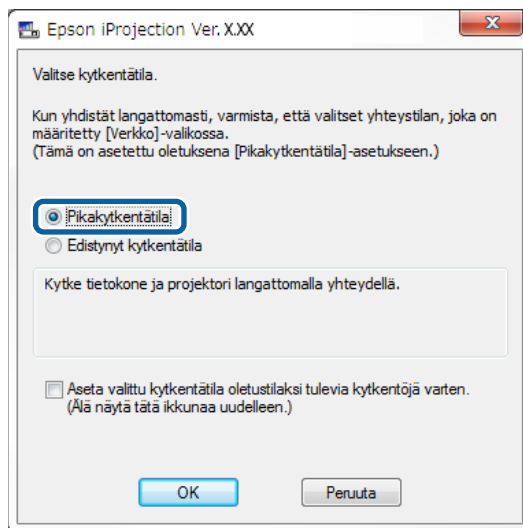 Epson iProjection Ver. X.XX
Valitse kytkentätila.
Kun yhdistät langattomasti, varmista, että valitset yhteystilan, joka on
määritetty [Verkko]-valikossa.
(Tämä on asetettu oletuksena [Pikakytkentätila]-asetukseen.)
Pikakytkentätila
Edistynyt kytkentätila
Kytke tietokone ja projektori langattomalla yhteydellä.
Aseta valittu kytkentätila oletustilaksi tulevia kytkentöjä varten.
(Älä näytä tätä ikkunaa uudelleen.)
OK Peruuta